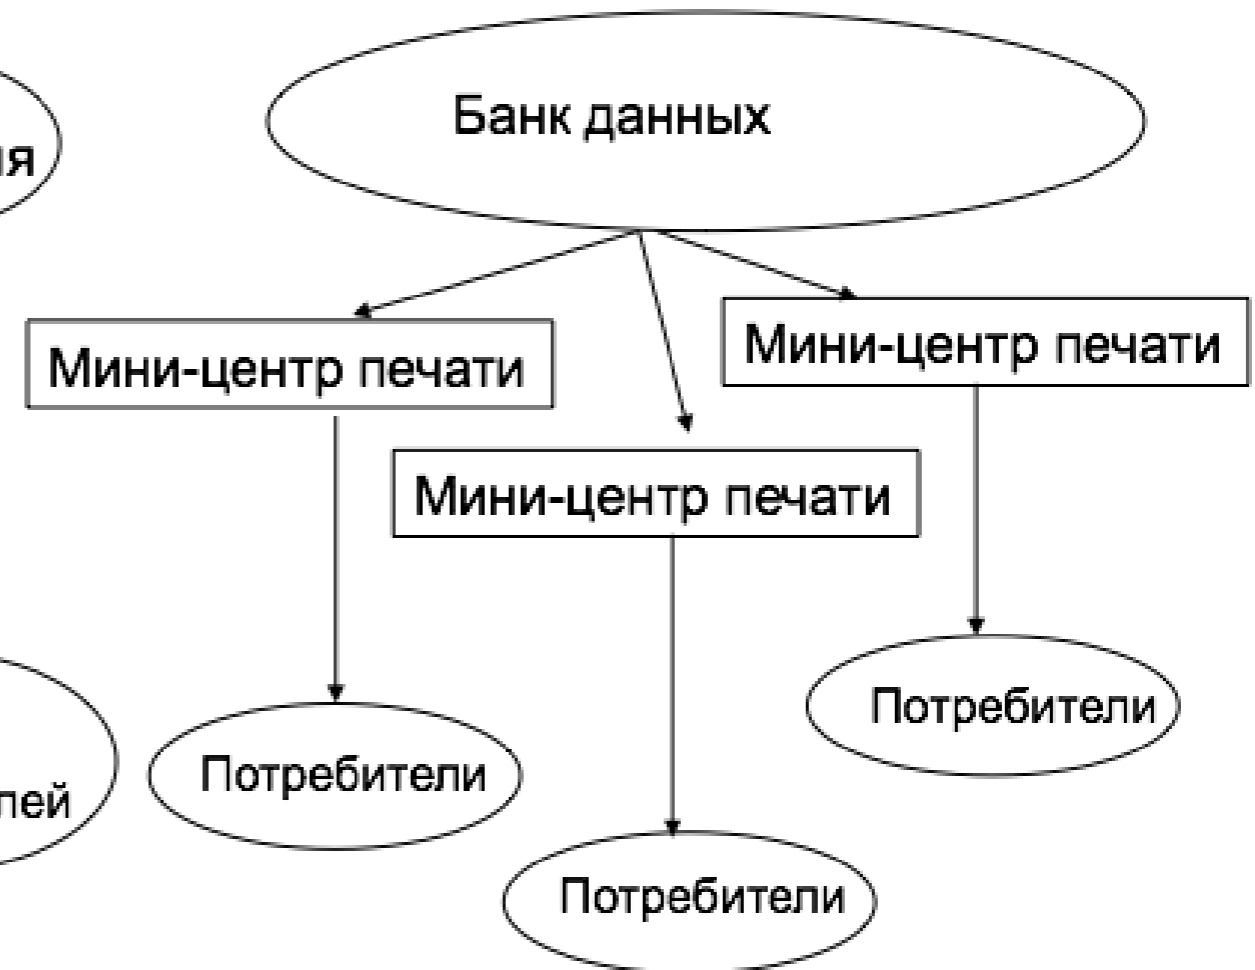 Банк данных
Мини-центр печати
Мини-центр печати
Мини-центр печати
Потребители
Потребители
Потребители